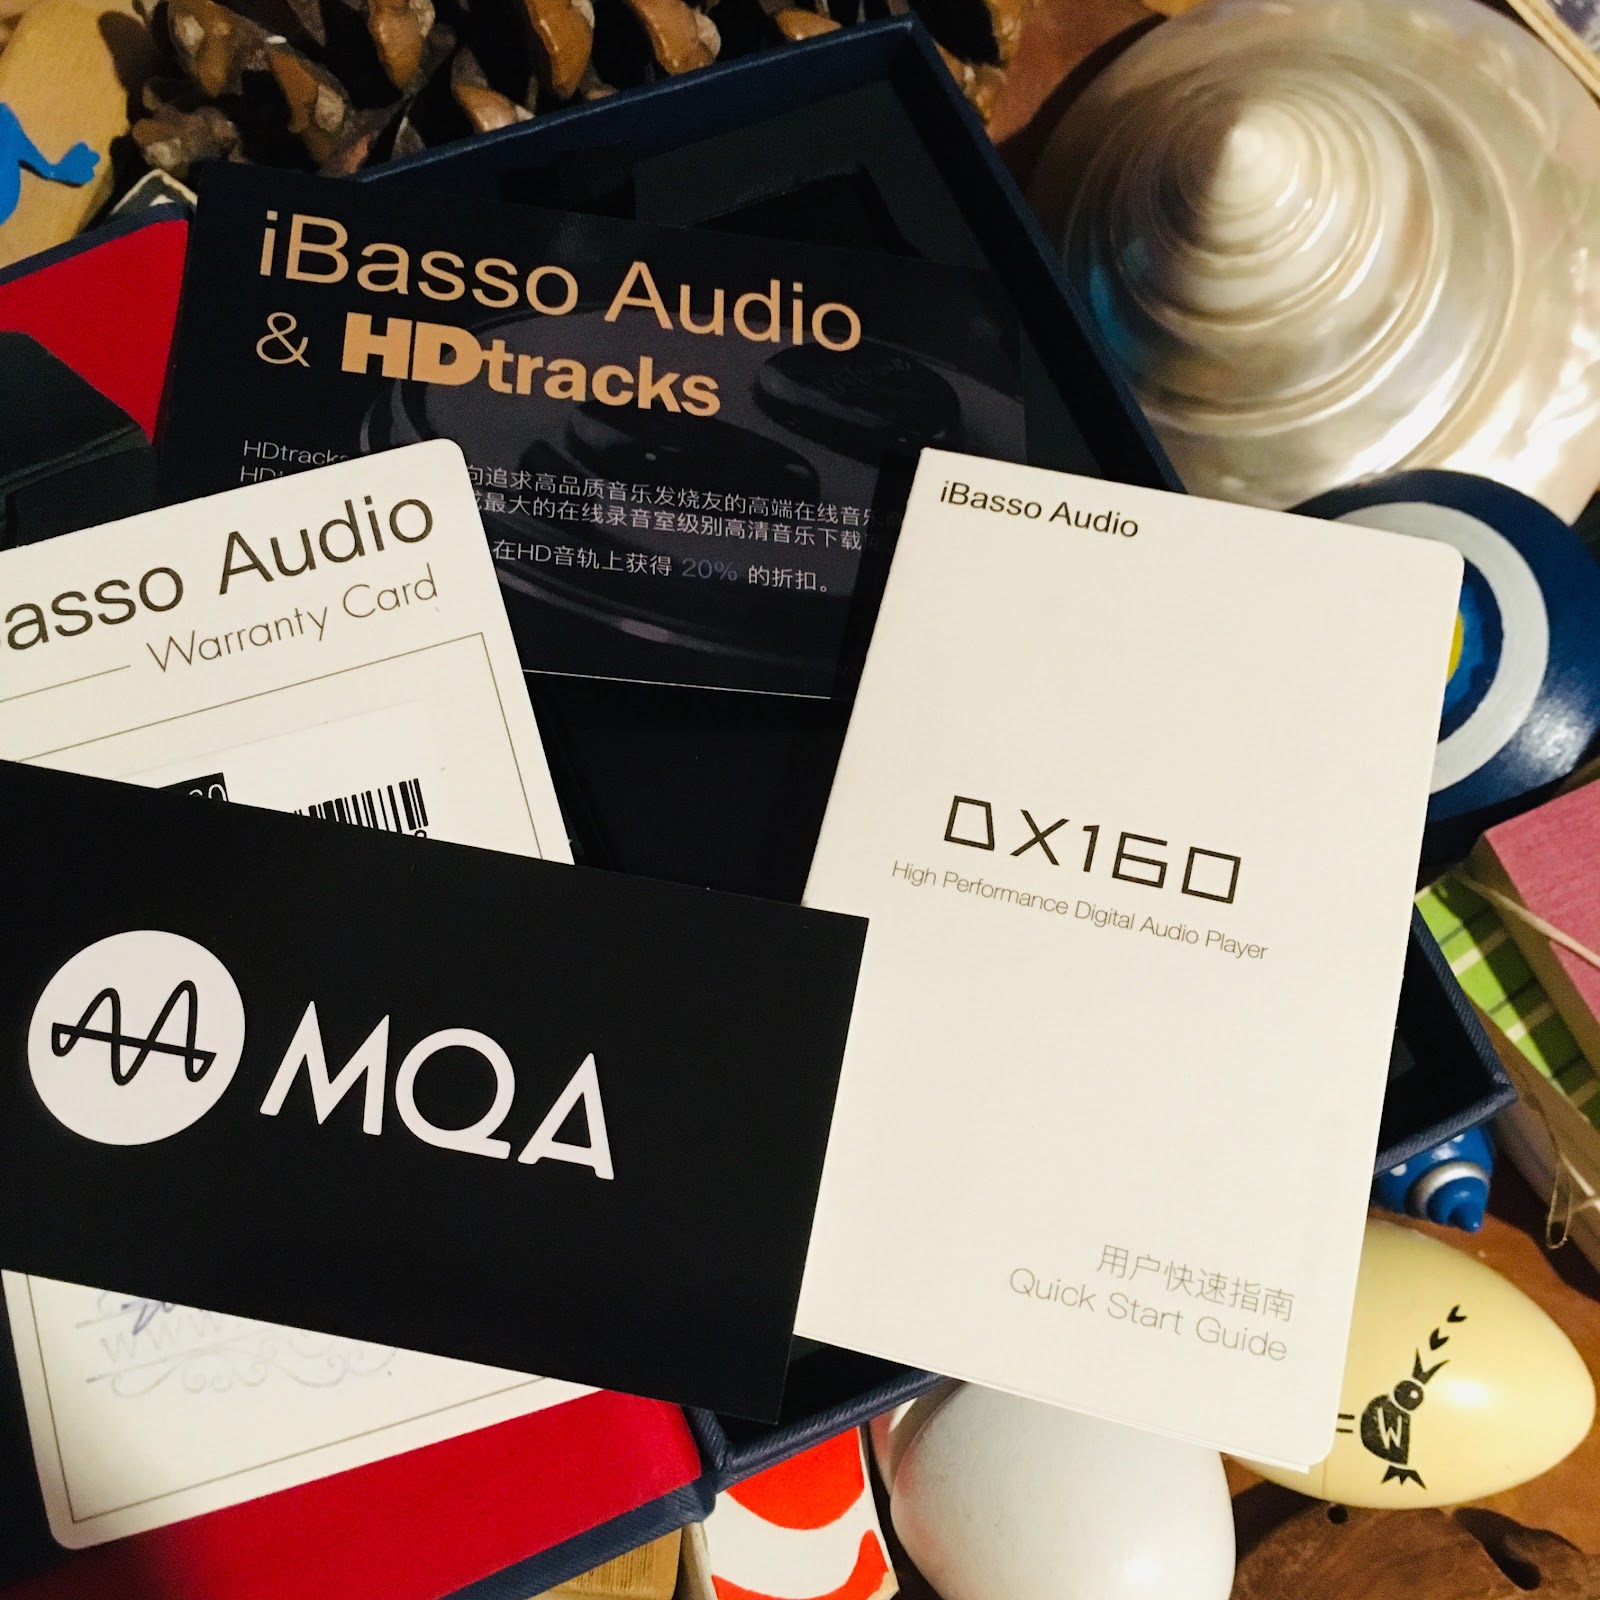 iBasso Audio
& HDtracks
HDtracks
向追求高品质音乐发烧友的高端在线音乐
最大的在线录音室级别高清音乐下载
在HD音轨上获得 20% 的折扣。
Basso Audio
Warranty Card
MQA
iBasso Audio
DX160
High Performance Digital Audio Player
用户快速指南
Quick Start Guide
W